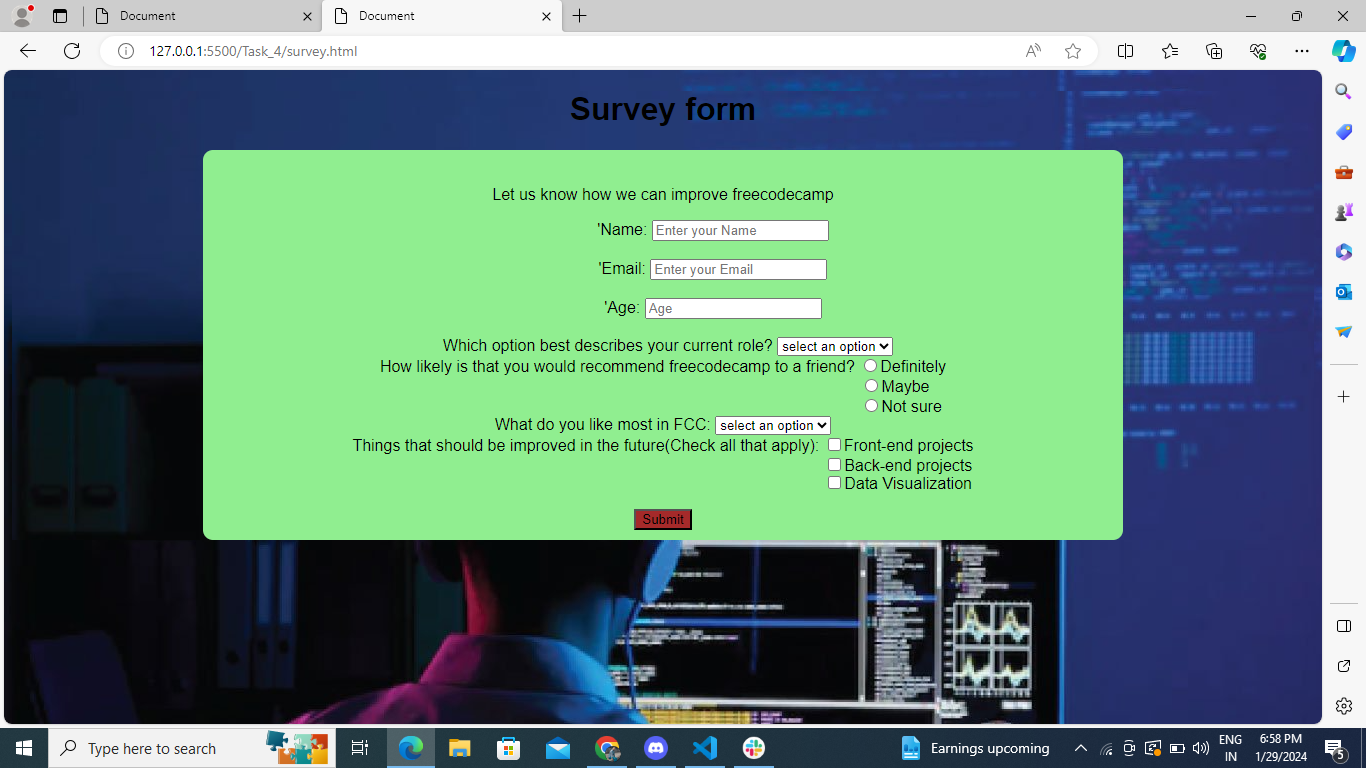 Document
Document
127.0.0.1:5500/Task_4/survey.html
Survey form
Let us know how we can improve freecodecamp
'Name: Enter your Name
'Email: Enter your Email
'Age: Age
Which option best describes your current role? select an option
How likely is that you would recommend freecodecamp to a friend? Definitely
Maybe
Not sure
What do you like most in FCC: select an option
Things that should be improved in the future(Check all that apply): Front-end projects
Back-end projects
Data Visualization
Submit
Type here to search
Earnings upcoming
ENG
IN
6:58 PM
1/29/2024
5